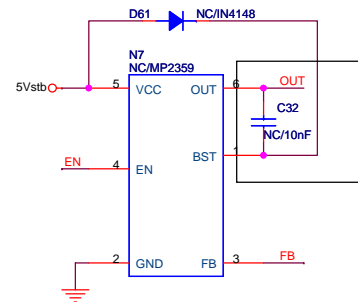 D61 NC/IN4148
N7
NC/MP2359
5Vstb 5 VCC OUT 6 OUT
C32
NC/10nF
EN 4 EN BST 1
2 GND FB 3 FB